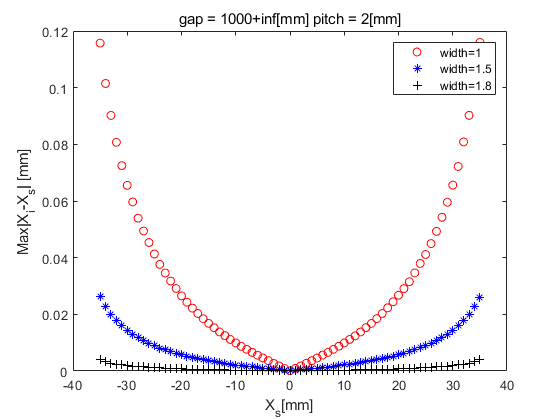 gap = 1000+inf[mm] pitch = 2[mm]
0.12
0.1
0.08
0.06
0.04
0.02
0
Max|X_i-X_s| [mm]
width=1
width=1.5
width=1.8
-40 -30 -20 -10 0 10 20 30 40
X_s[mm]